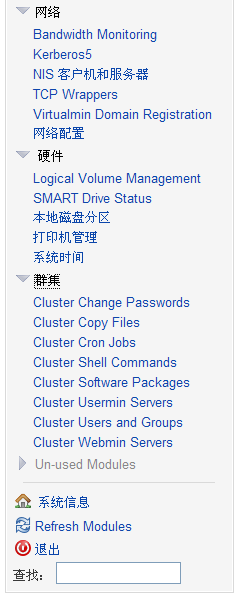 网络
Bandwidth Monitoring
Kerberos5
NIS 客户机和服务器
TCP Wrappers
Virtualmin Domain Registration
网络配置
硬件
Logical Volume Management
SMART Drive Status
本地磁盘分区
打印机管理
系统时间
群集
Cluster Change Passwords
Cluster Copy Files
Cluster Cron Jobs
Cluster Shell Commands
Cluster Software Packages
Cluster Usermin Servers
Cluster Users and Groups
Cluster Webmin Servers
Un-used Modules
系统信息
Refresh Modules
退出
查找: